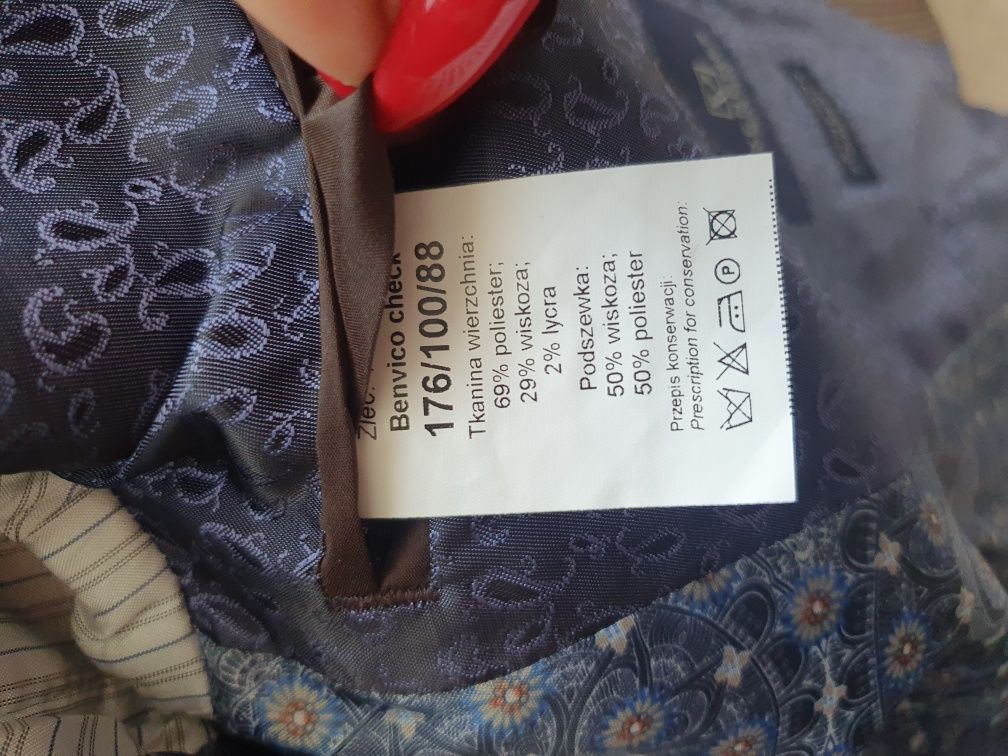 Zlec.
Benvico check
176/100/88
Tkanina wierzchnia:
69% poliester;
29% wiskoza;
2% lycra
Podszewka:
50% wiskoza;
50% poliester
Przepis konserwacji:
Prescription for conservation:
P